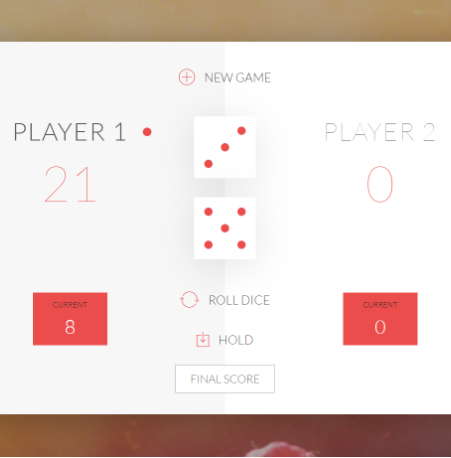 NEW GAME
PLAYER 1
PLAYER 2
21
0
CURRENT
8
CURRENT
0
ROLL DICE
HOLD
FINAL SCORE